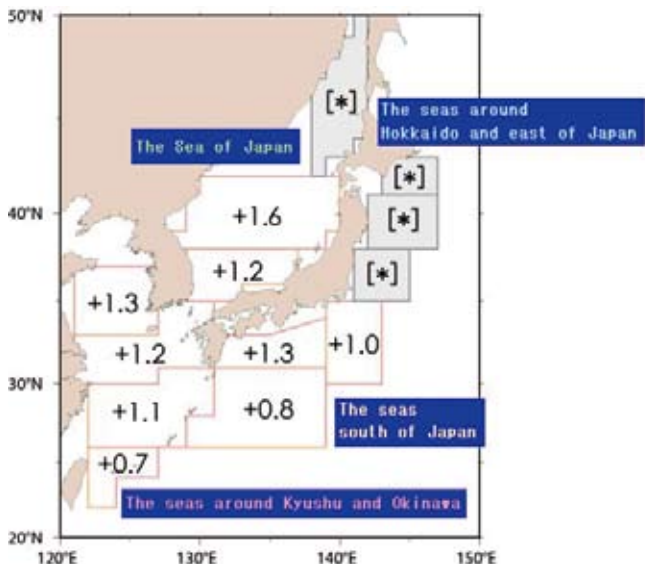 50°N
[*]
The seas around
Hokkaido and east of Japan
The Sea of Japan
[*]
40°N
+1.6
[*]
+1.2
[*]
+1.3
+1.2
+1.3
+1.0
30°N
+1.1
+0.8
The seas
south of Japan
+0.7
The seas around Kyushu and Okinawa
20°N
120°E
130°E
140°E
150°E